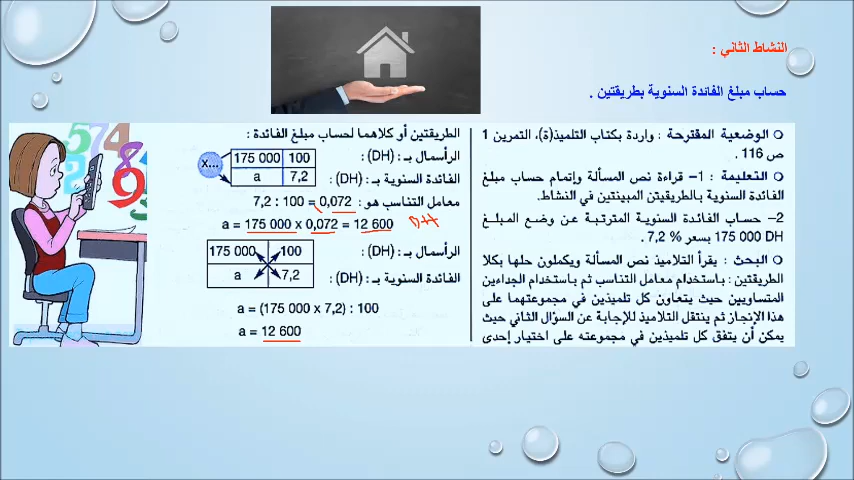 النشاط الثاني :
حساب مبلغ الفائدة السنوية بطريقتين .
الوضعية المقترحة : واردة بكتاب التلميذ(ة)، التمرين 1
ص 116 .
التعليمة : 1- قراءة نص المسألة وإتمام حساب مبلغ
الفائدة السنوية بالطريقيتن المبينتين في النشاط.
2- حساب الفائدة السنوية المترتبة عن وضع المبلغ
175 000 DH بسعر % 7,2 .
البحث : يقرأ التلاميذ نص المسألة ويكملون حلها بكلا
الطريقتين : باستخدام معامل التناسب ثم باستخدام الجداءين
المتساويين حيث يتعاون كل تلميذين في مجموعتهما على
هذا الإنجاز ثم ينتقل التلاميذ للإجابة عن السؤال الثاني حيث
يمكن أن يتفق كل تلميذين في مجموعته على اختيار إحدى
الطريقتين أو كلاهما لحساب مبلغ الفائدة :
الرأسمال بـ : (DH) 175 000 100
x...
الفائدة السنوية بـ : (DH) a 7,2
معامل التناسب هو : 7,2 : 100 = 0,072
a = 175 000 x 0,072 = 12 600 DH
الرأسمال بـ : (DH) 175 000 100
الفائدة السنوية بـ : (DH) a 7,2
a = (175 000 x 7,2) : 100
a = 12 600